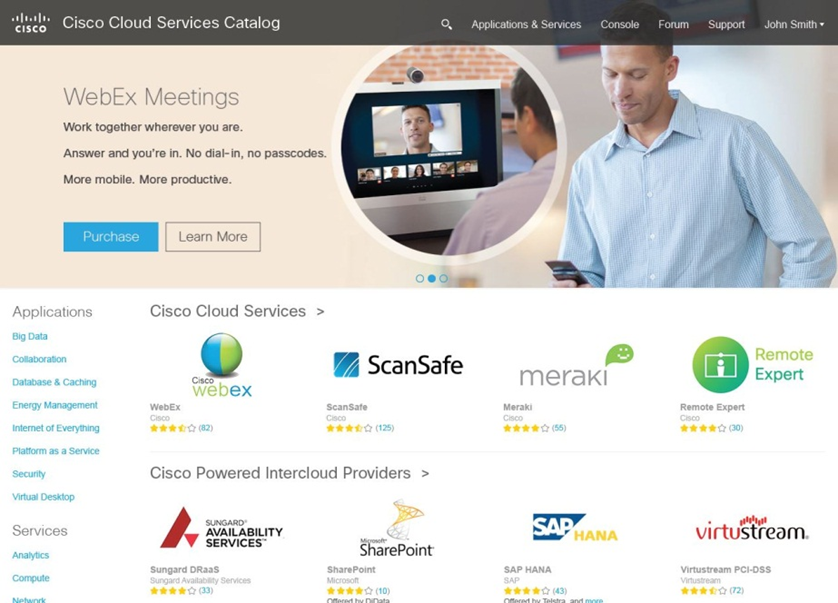 CISCO
Cisco Cloud Services Catalog
Applications & Services
Console
Forum
Support
John Smith
WebEx Meetings
Work together wherever you are.
Answer and you're in. No dial-in, no passcodes.
More mobile. More productive.
Purchase
Learn More
Applications
Big Data
Collaboration
Database & Caching
Energy Management
Internet of Everything
Platform as a Service
Security
Virtual Desktop
Services
Analytics
Compute
Network
Cisco Cloud Services >
Cisco
webex
ScanSafe
meraki
Remote
Expert
WebEx
Cisco
(82)
ScanSafe
Cisco
(125)
Meraki
Cisco
(55)
Remote Expert
Cisco
(30)
Cisco Powered Intercloud Providers >
SUNGARD®
AVAILABILITY
SERVICES™
Microsoft®
SharePoint
SAP HANA
virtustream.
Sungard DRaaS
Sungard Availability Services
(33)
SharePoint
Microsoft
(10)
Offered by DiData
SAP HANA
SAP
(43)
Offered by Telstra, and more
Virtustream PCI-DSS
Virtustream
(72)